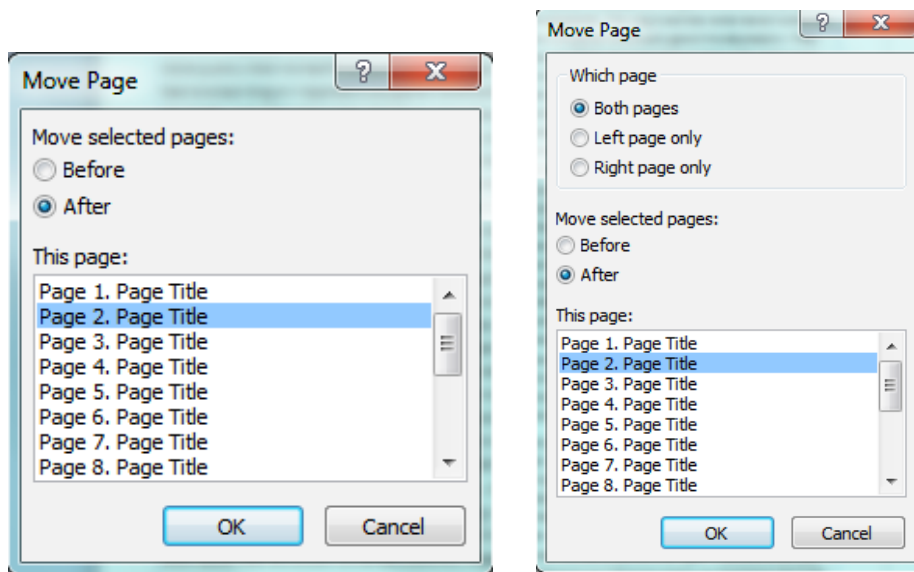 Move Page
Move selected pages:
Before
After
This page:
Page 1. Page Title
Page 2. Page Title
Page 3. Page Title
Page 4. Page Title
Page 5. Page Title
Page 6. Page Title
Page 7. Page Title
Page 8. Page Title
OK Cancel
Move Page
Which page
Both pages
Left page only
Right page only
Move selected pages:
Before
After
This page:
Page 1. Page Title
Page 2. Page Title
Page 3. Page Title
Page 4. Page Title
Page 5. Page Title
Page 6. Page Title
Page 7. Page Title
Page 8. Page Title
OK Cancel